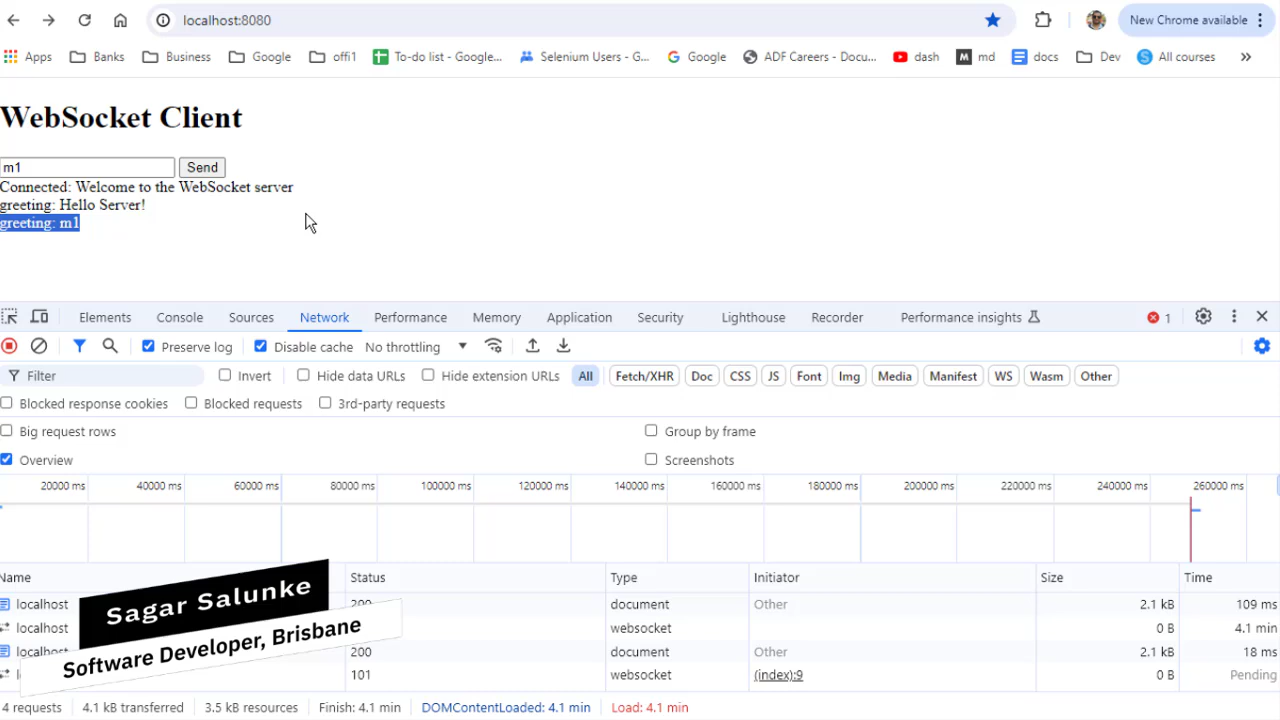 localhost:8080
New Chrome available
Apps
Banks
Business
Google
offi1
To-do list - Google...
Selenium Users - G...
Google
ADF Careers - Docu...
dash
M md
docs
Dev
S All courses
»
WebSocket Client
m1 Send
Connected: Welcome to the WebSocket server
greeting: Hello Server!
greeting: m1
Elements Console Sources Network Performance Memory Application Security Lighthouse Recorder Performance insights 1
Preserve log Disable cache No throttling
Filter Invert Hide data URLs Hide extension URLs All Fetch/XHR Doc CSS JS Font Img Media Manifest WS Wasm Other
Blocked response cookies Blocked requests 3rd-party requests
Big request rows Group by frame
Overview Screenshots
20000 ms 40000 ms 60000 ms 80000 ms 100000 ms 120000 ms 140000 ms 160000 ms 180000 ms 200000 ms 220000 ms 240000 ms 260000 ms
Name Status Type Initiator Size Time
localhost 200 document Other 2.1 kB 109 ms
localhost websocket 0 B 4.1 min
localhost 200 document Other 2.1 kB 18 ms
101 websocket (index):9 0 B Pending
Sagar Salunke
Software Developer, Brisbane
4 requests 4.1 kB transferred 3.5 kB resources Finish: 4.1 min DOMContentLoaded: 4.1 min Load: 4.1 min